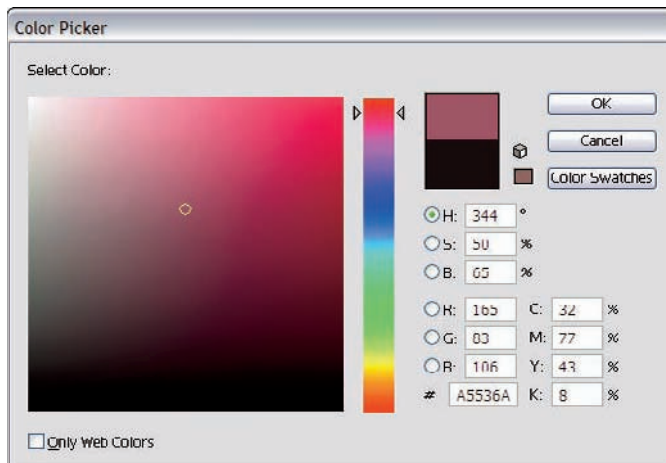 Color Picker
Select Color:
OK
Cancel
Color Swatches
H: 344 °
S: 50 %
B: 65 %
R: 165 C: 32 %
G: 83 M: 77 %
B: 106 Y: 43 %
# A5536A K: 8 %
Only Web Colors